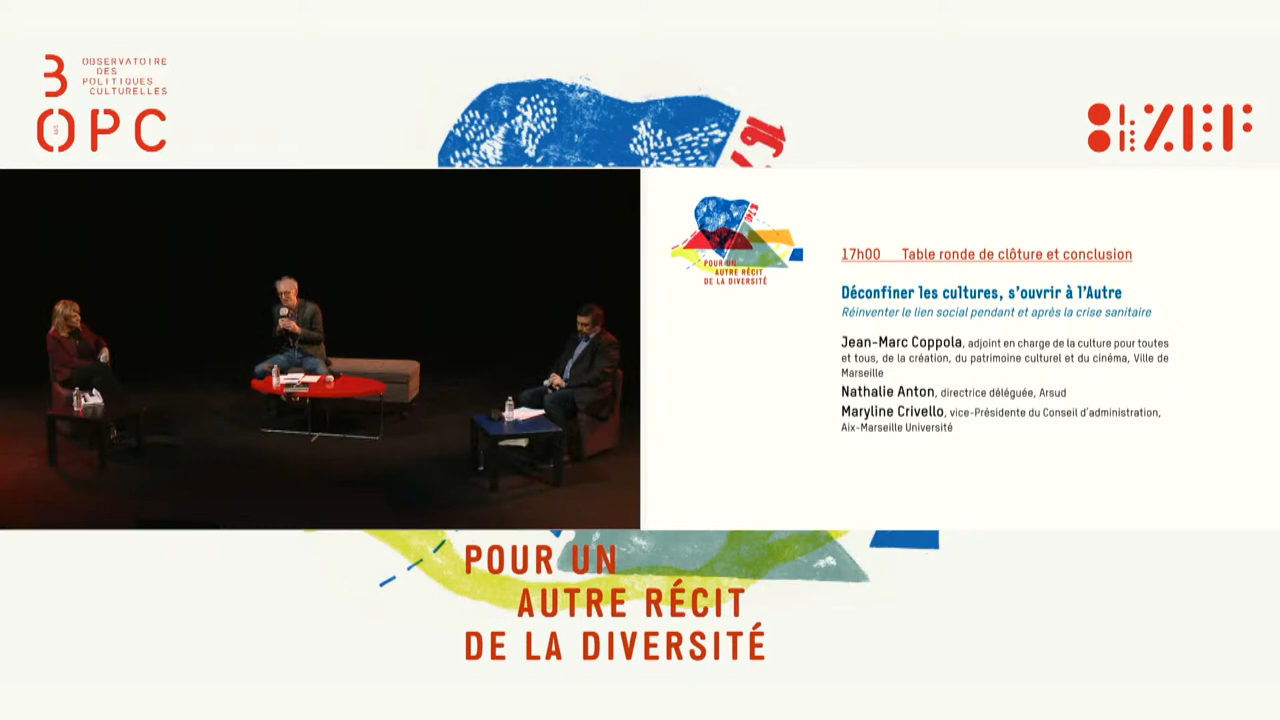 OBSERVATOIRE
DES
POLITIQUES
CULTURELLES
OPC
ZEF
17h00 Table ronde de clôture et conclusion
Déconfiner les cultures, s'ouvrir à l'Autre
Réinventer le lien social pendant et après la crise sanitaire
POUR UN
AUTRE RÉCIT
DE LA DIVERSITÉ
Jean-Marc Coppola, adjoint en charge de la culture pour toutes
et tous, de la création, du patrimoine culturel et du cinéma, Ville de
Marseille
Nathalie Anton, directrice déléguée, Arsud
Maryline Crivello, vice-Présidente du Conseil d'administration,
Aix-Marseille Université
POUR UN
AUTRE RÉCIT
DE LA DIVERSITÉ